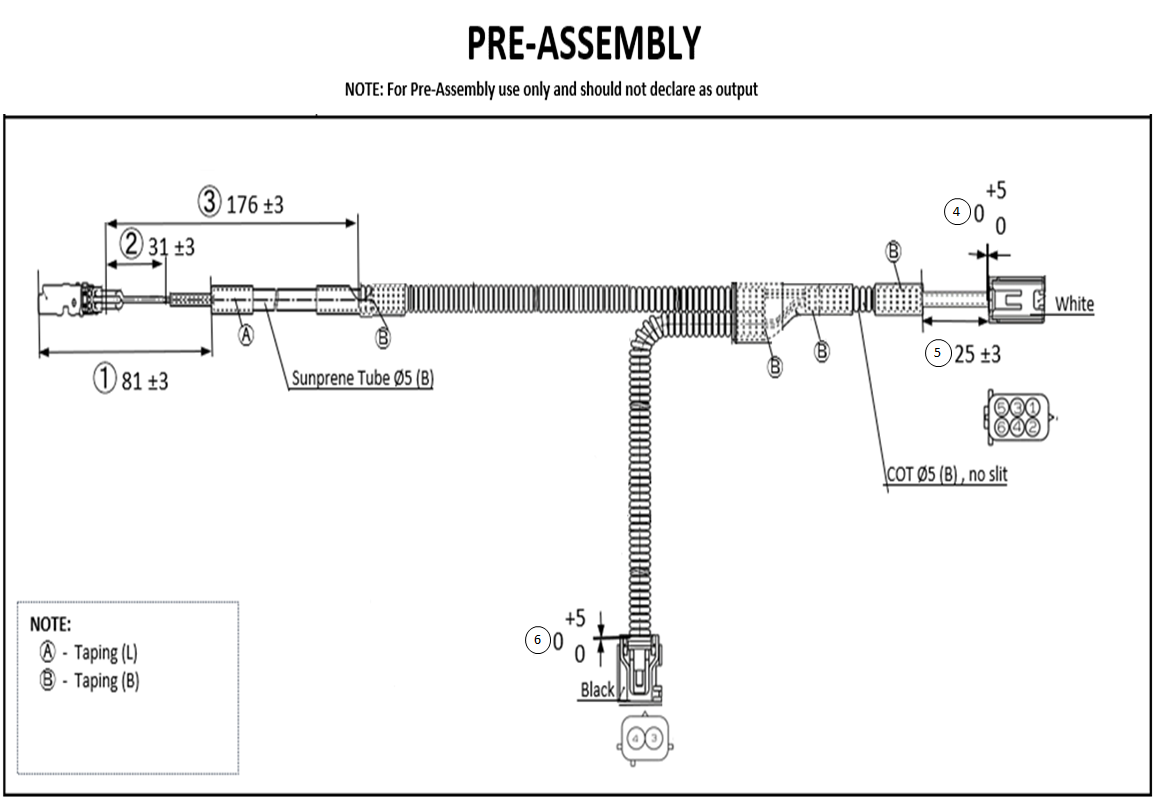 PRE-ASSEMBLY
NOTE: For Pre-Assembly use only and should not declare as output
③ 176 ±3
② 31 ±3
① 81 ±3
Ⓐ
Ⓑ
Sunprene Tube Ø5 (B)
Ⓑ
Ⓑ
Ⓑ
④ 0 +5
0
White
⑤ 25 ±3
5 3 1
6 4 2
COT Ø5 (B) , no slit
⑥ 0 +5
0
Black
4 3
NOTE:
Ⓐ - Taping (L)
Ⓑ - Taping (B)